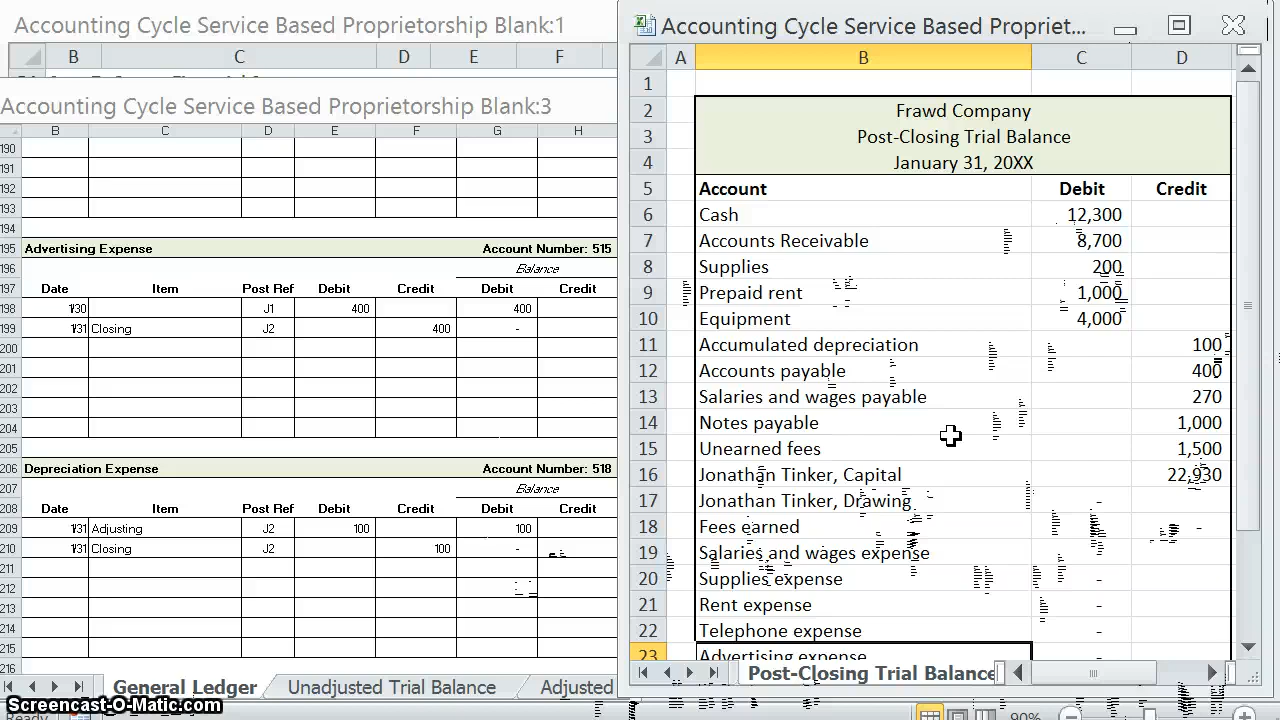 Accounting Cycle Service Based Proprietorship Blank:1
B C D E F
Accounting Cycle Service Based Proprietorship Blank:3
B C D E F G H
190
191
192
193
194
195 Advertising Expense Account Number: 515
196 Balance
197 Date Item Post Ref Debit Credit Debit Credit
198 1/30 J1 400 400
199 1/31 Closing J2 400 -
200
201
202
203
204
205
206 Depreciation Expense Account Number: 518
207 Balance
208 Date Item Post Ref Debit Credit Debit Credit
209 1/31 Adjusting J2 100 100
210 1/31 Closing J2 100 -
211
212
213
214
215
216
General Ledger Unadjusted Trial Balance Adjusted
Screencast-O-Matic.com
Ready
Accounting Cycle Service Based Propriet...
A B C D
1
2 Frawd Company
3 Post-Closing Trial Balance
4 January 31, 20XX
5 Account Debit Credit
6 Cash 12,300
7 Accounts Receivable 8,700
8 Supplies 200
9 Prepaid rent 1,000
10 Equipment 4,000
11 Accumulated depreciation 100
12 Accounts payable 400
13 Salaries and wages payable 270
14 Notes payable 1,000
15 Unearned fees 1,500
16 Jonathan Tinker, Capital 22,930
17 Jonathan Tinker, Drawing -
18 Fees earned -
19 Salaries and wages expense
20 Supplies expense -
21 Rent expense -
22 Telephone expense -
23 Advertising expense -
Post-Closing Trial Balance
90%